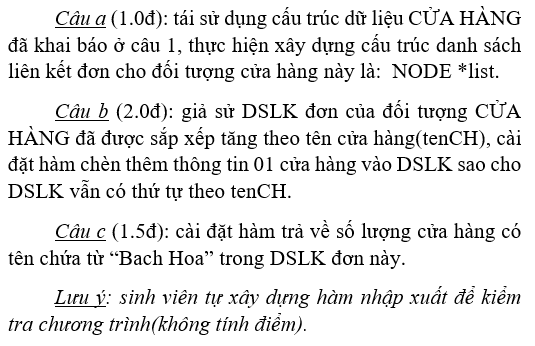 Câu a (1.0đ): tái sử dụng cấu trúc dữ liệu CỬA HÀNG
đã khai báo ở câu 1, thực hiện xây dựng cấu trúc danh sách
liên kết đơn cho đối tượng cửa hàng này là: NODE *list.
Câu b (2.0đ): giả sử DSLK đơn của đối tượng CỬA
HÀNG đã được sắp xếp tăng theo tên cửa hàng(tenCH), cài
đặt hàm chèn thêm thông tin 01 cửa hàng vào DSLK sao cho
DSLK vẫn có thứ tự theo tenCH.
Câu c (1.5đ): cài đặt hàm trả về số lượng cửa hàng có
tên chứa từ “Bach Hoa” trong DSLK đơn này.
Lưu ý: sinh viên tự xây dựng hàm nhập xuất để kiểm
tra chương trình(không tính điểm).